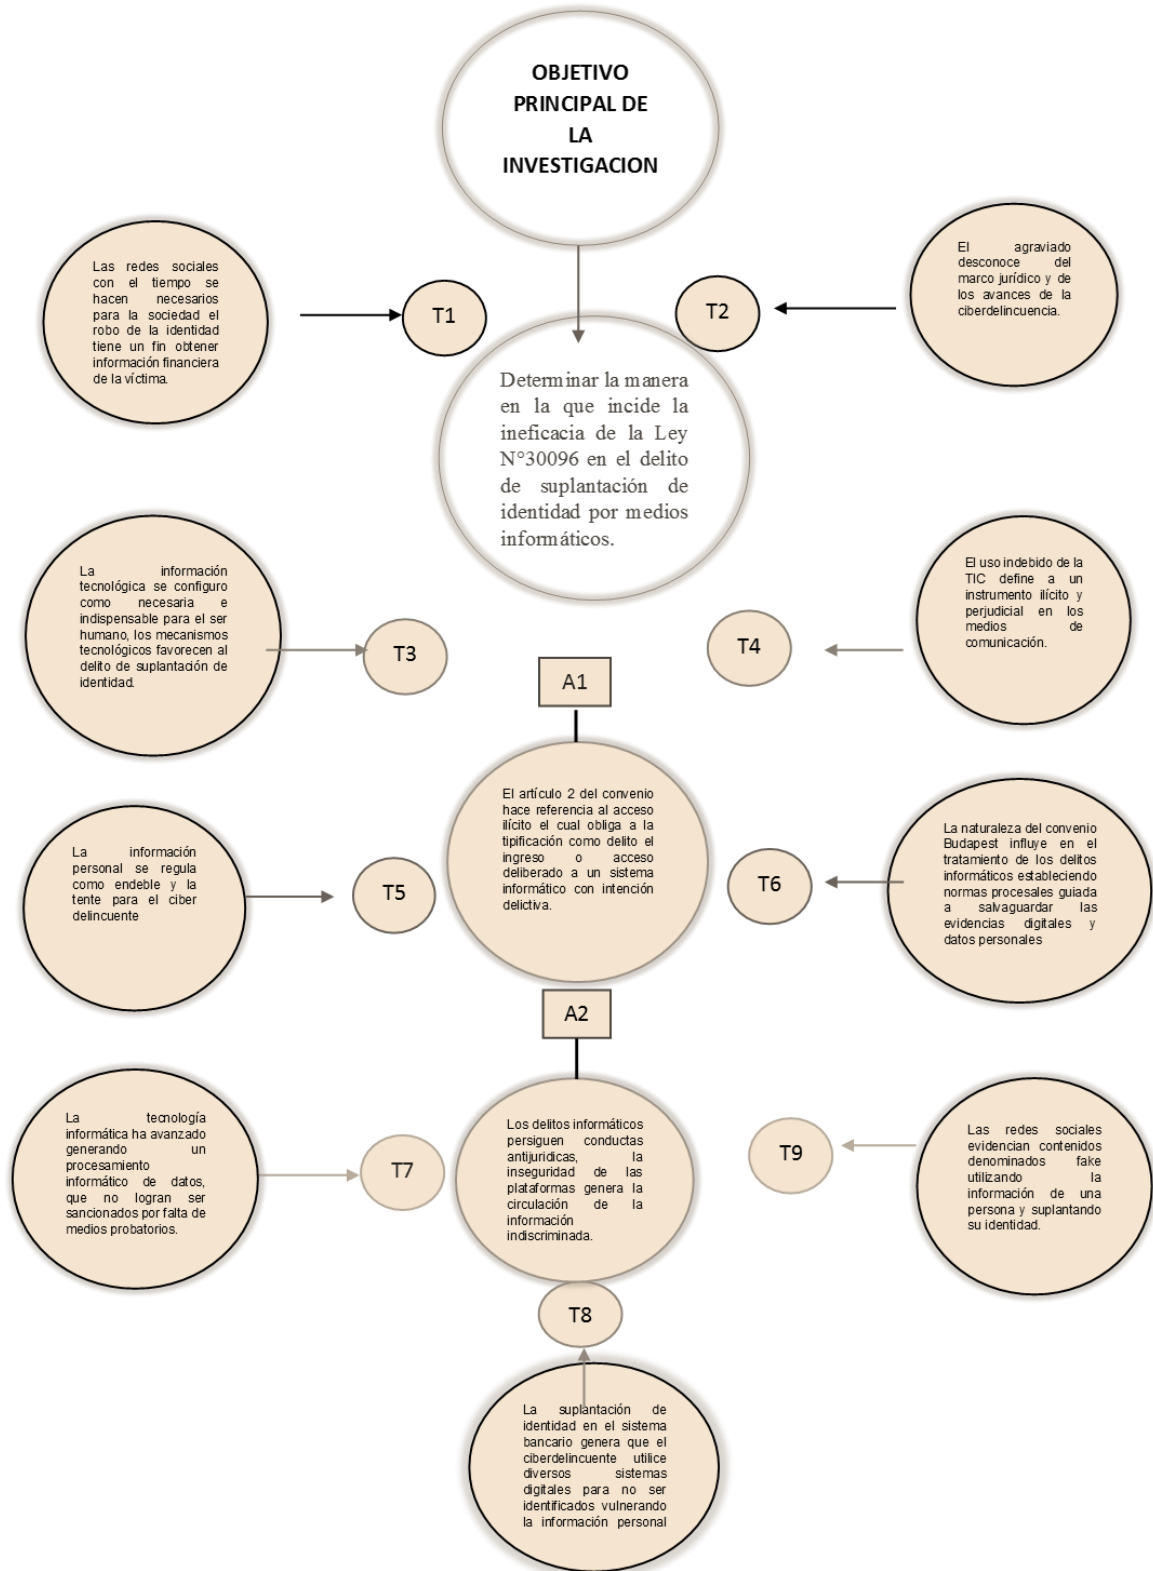 OBJETIVO
PRINCIPAL DE
LA
INVESTIGACION
Las redes sociales
con el tiempo se
hacen necesarios
para la sociedad el
robo de la identidad
tiene un fin obtener
información financiera
de la víctima.
T1
T2
El agraviado
desconoce del
marco jurídico y de
los avances de la
ciberdelincuencia.
Determinar la manera
en la que incide la
ineficacia de la Ley
N°30096 en el delito
de suplantación de
identidad por medios
informáticos.
La información
tecnológica se configuro
como necesaria e
indispensable para el ser
humano, los mecanismos
tecnológicos favorecen al
delito de suplantación de
identidad.
T3
T4
El uso indebido de la
TIC define a un
instrumento ilícito y
perjudicial en los
medios de
comunicación.
A1
El artículo 2 del convenio
hace referencia al acceso
ilícito el cual obliga a la
tipificación como delito el
ingreso o acceso
deliberado a un sistema
informático con intención
delictiva.
La información
personal se regula
como endeble y la
tente para el ciber
delincuente
T5
T6
La naturaleza del convenio
Budapest influye en el
tratamiento de los delitos
informáticos estableciendo
normas procesales guiada
a salvaguardar las
evidencias digitales y
datos personales
A2
La tecnología
informática ha avanzado
generando un
procesamiento
informático de datos,
que no logran ser
sancionados por falta de
medios probatorios.
T7
Los delitos informáticos
persiguen conductas
antijuridicas, la
inseguridad de las
plataformas genera la
circulación de la
información
indiscriminada.
T9
Las redes sociales
evidencian contenidos
denominados fake
utilizando la
información de una
persona y suplantando
su identidad.
T8
La suplantación de
identidad en el sistema
bancario genera que el
ciberdelincuente utilice
diversos sistemas
digitales para no ser
identificados vulnerando
la información personal